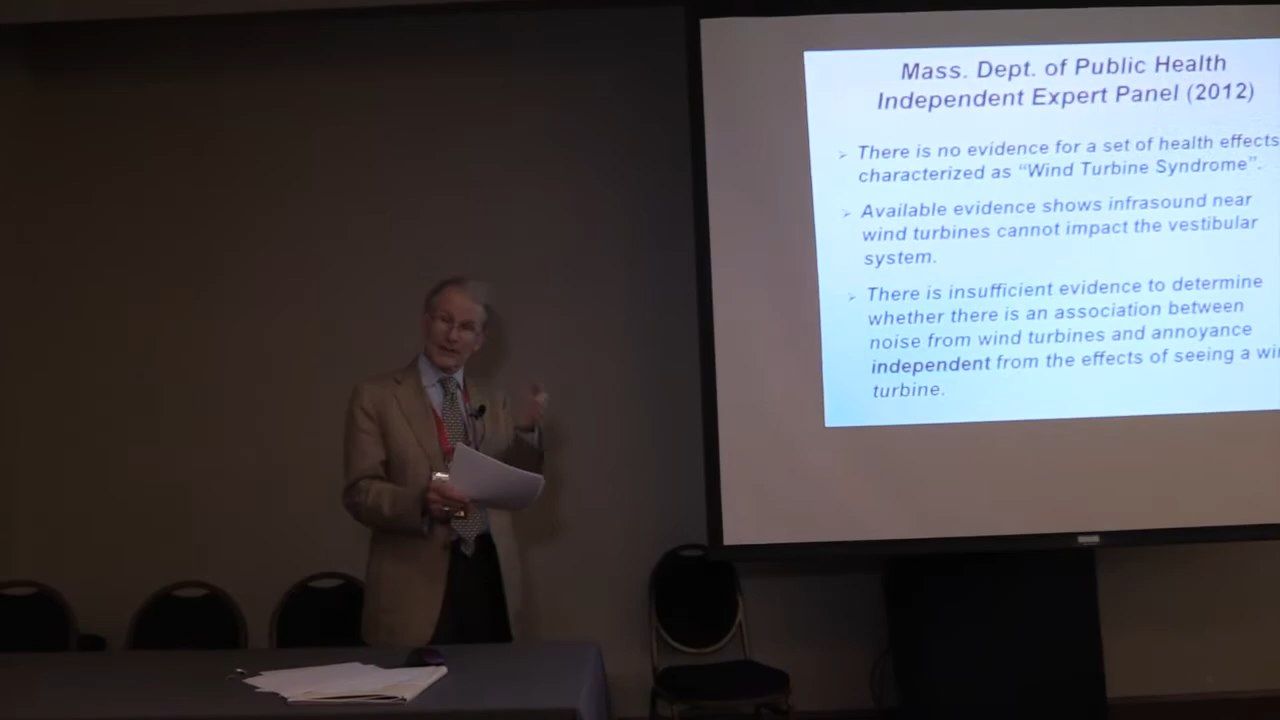 Mass. Dept. of Public Health
Independent Expert Panel (2012)
There is no evidence for a set of health effects
characterized as “Wind Turbine Syndrome”.
Available evidence shows infrasound near
wind turbines cannot impact the vestibular
system.
There is insufficient evidence to determine
whether there is an association between
noise from wind turbines and annoyance
independent from the effects of seeing a wi
turbine.